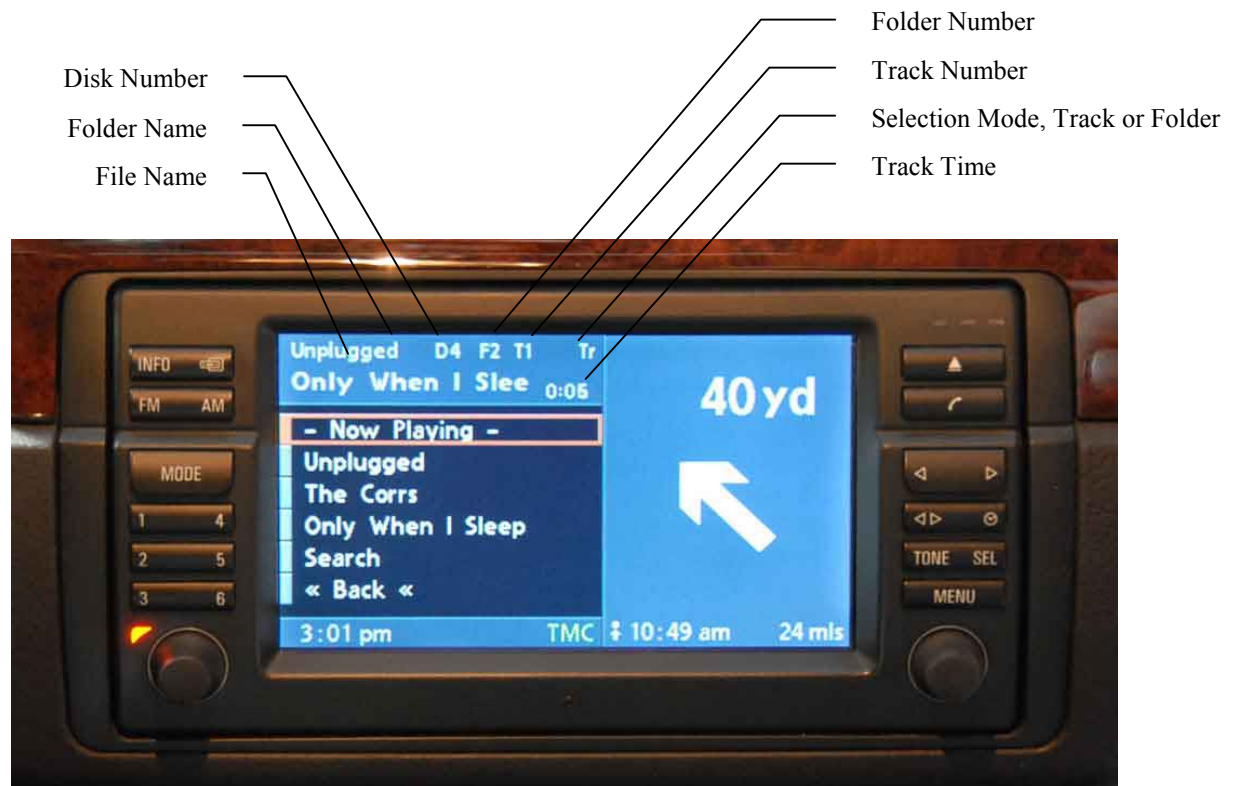 Folder Number
Disk Number
Track Number
Folder Name
Selection Mode, Track or Folder
File Name
Track Time
INFO
FM AM
MODE
1 4
2 5
3 6
Unplugged D4 F2 T1 Tr
Only When I Slee 0:06
- Now Playing -
Unplugged
The Corrs
Only When I Sleep
Search
« Back «
3:01 pm TMC
40 yd
10:49 am 24 mls
TONE SEL
MENU